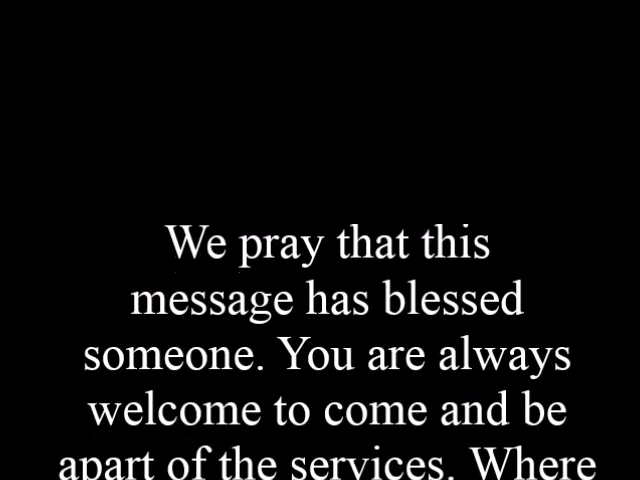 We pray that this
message has blessed
someone. You are always
welcome to come and be
apart of the services. Where